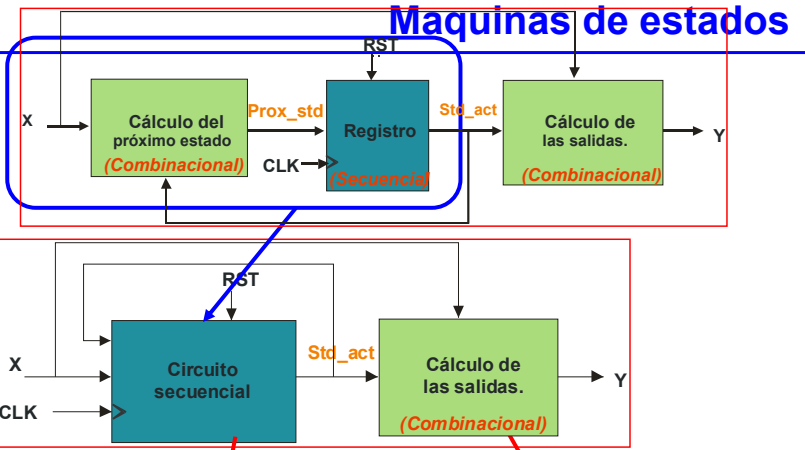 Maquinas de estados
RST
X
Cálculo del
próximo estado
(Combinacional)
Prox_std
CLK
Registro
(Secuencia)
Std_act
Cálculo de
las salidas.
(Combinacional)
Y
RST
X
CLK
Circuito
secuencial
Std_act
Cálculo de
las salidas.
(Combinacional)
Y